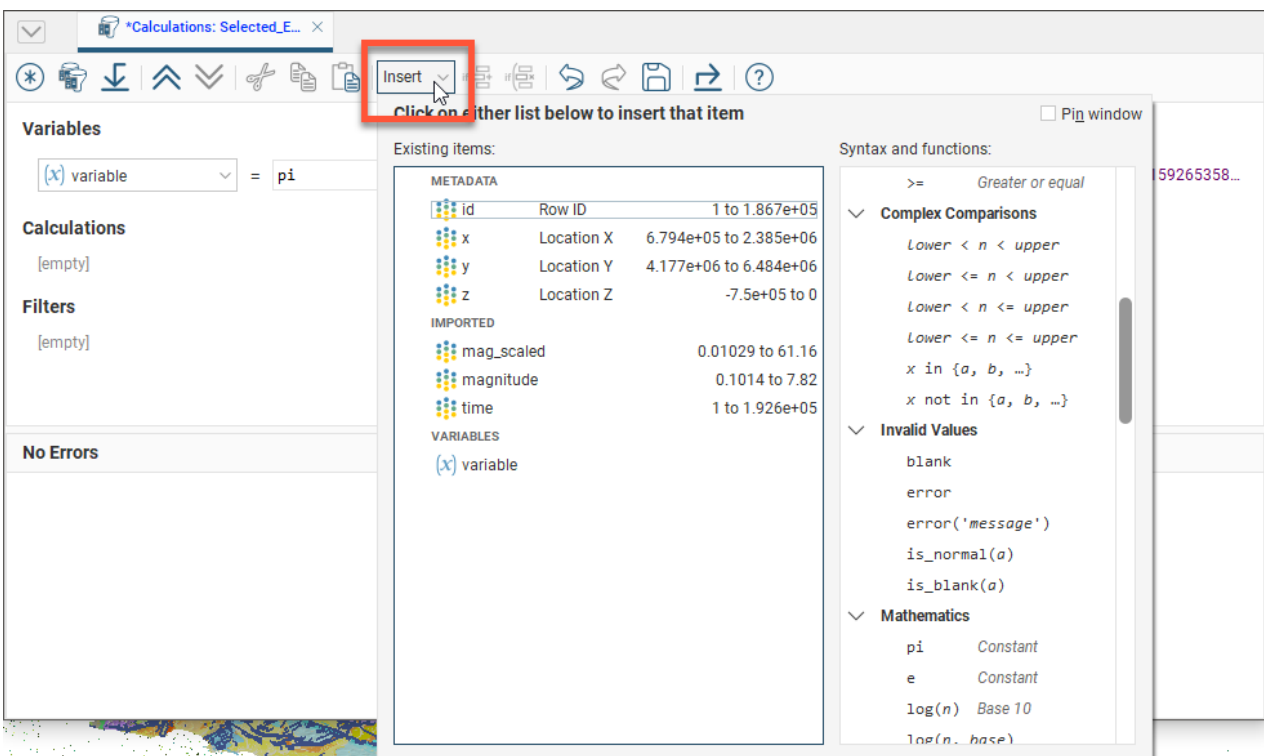 *Calculations: Selected_E...
Insert
Click on either list below to insert that item
Pin window
Variables
(x) variable = pi
159265358...
Calculations
[empty]
Filters
[empty]
No Errors
Existing items:
METADATA
id Row ID 1 to 1.867e+05
x Location X 6.794e+05 to 2.385e+06
y Location Y 4.177e+06 to 6.484e+06
z Location Z -7.5e+05 to 0
IMPORTED
mag_scaled 0.01029 to 61.16
magnitude 0.1014 to 7.82
time 1 to 1.926e+05
VARIABLES
(x) variable
Syntax and functions:
>= Greater or equal
Complex Comparisons
lower < n < upper
lower <= n < upper
lower < n <= upper
lower <= n <= upper
x in {a, b, …}
x not in {a, b, …}
Invalid Values
blank
error
error('message')
is_normal(a)
is_blank(a)
Mathematics
pi Constant
e Constant
log(n) Base 10
log(n, base)